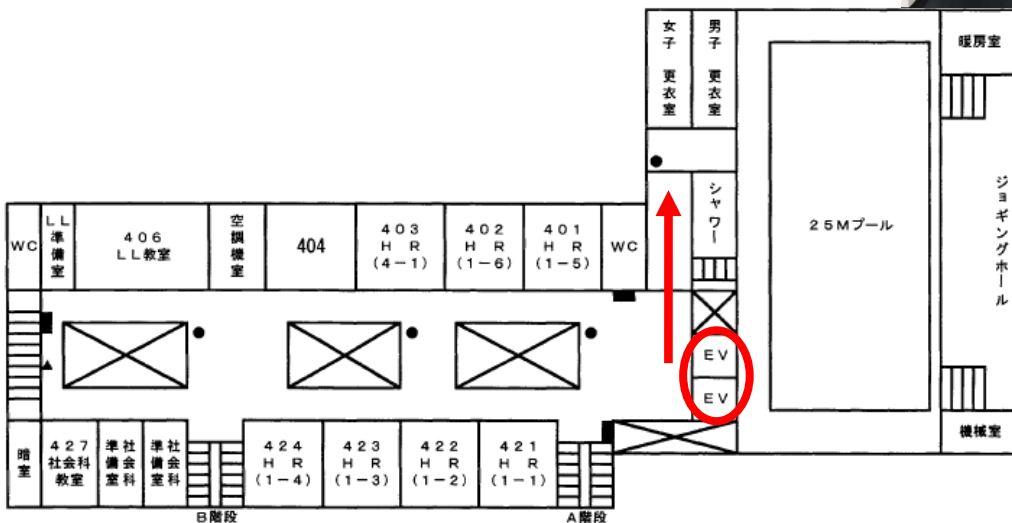 女子 更衣室
男子 更衣室
暖房室
シャワー
25Mプール
ジョギングホール
WC
LL準備室
406
LL教室
空調機室
404
403
HR
(4-1)
402
HR
(1-6)
401
HR
(1-5)
WC
EV
EV
暗室
427
社会科
教室
社会科準備室
社会科準備室
424
HR
(1-4)
423
HR
(1-3)
422
HR
(1-2)
421
HR
(1-1)
機械室
B階段
A階段